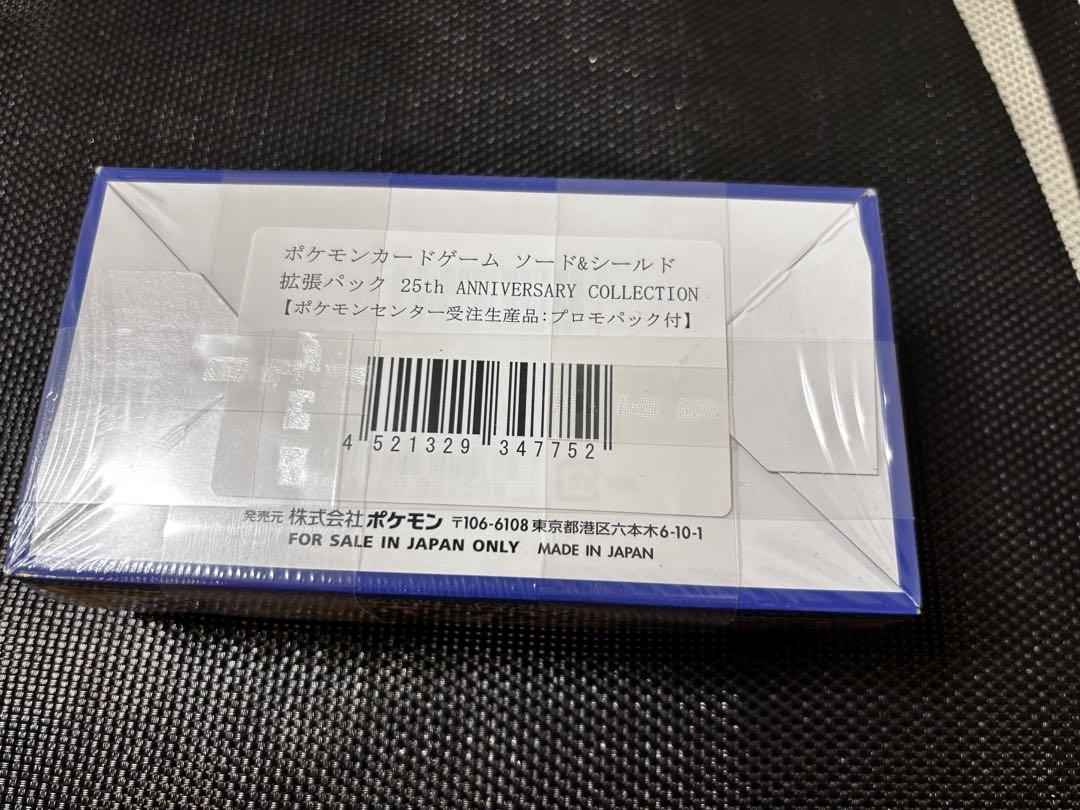 ポケモンカードゲーム ソード&シールド
拡張パック 25th ANNIVERSARY COLLECTION
【ポケモンセンター受注生産品:プロモパック付】
4 521329 347752
発売元 株式会社ポケモン 〒106-6108 東京都港区六本木6-10-1
FOR SALE IN JAPAN ONLY MADE IN JAPAN